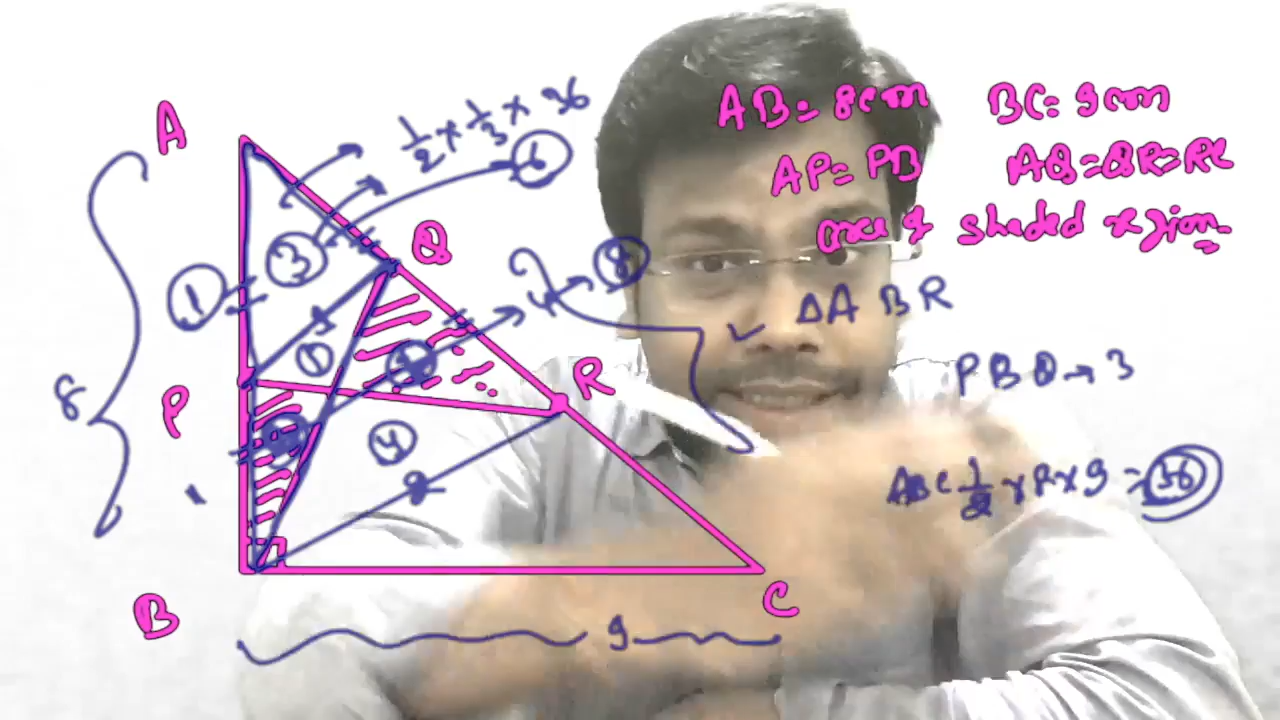 AB = 8cm BC = 9cm
AP = PB AQ = QR = RC
area of shaded region
A
1/2 × 1/3 × 36
6
Q
3
1
8
ΔABR
8
P
R
PBQ → 3
4
2
ABC 1/2 × 8 × 9 = 36
B
C
9